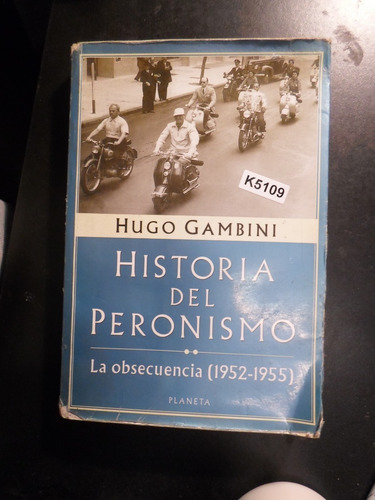 K5109
HUGO GAMBINI
HISTORIA
DEL
PERONISMO
La obsecuencia (1952-1955)
PLANETA